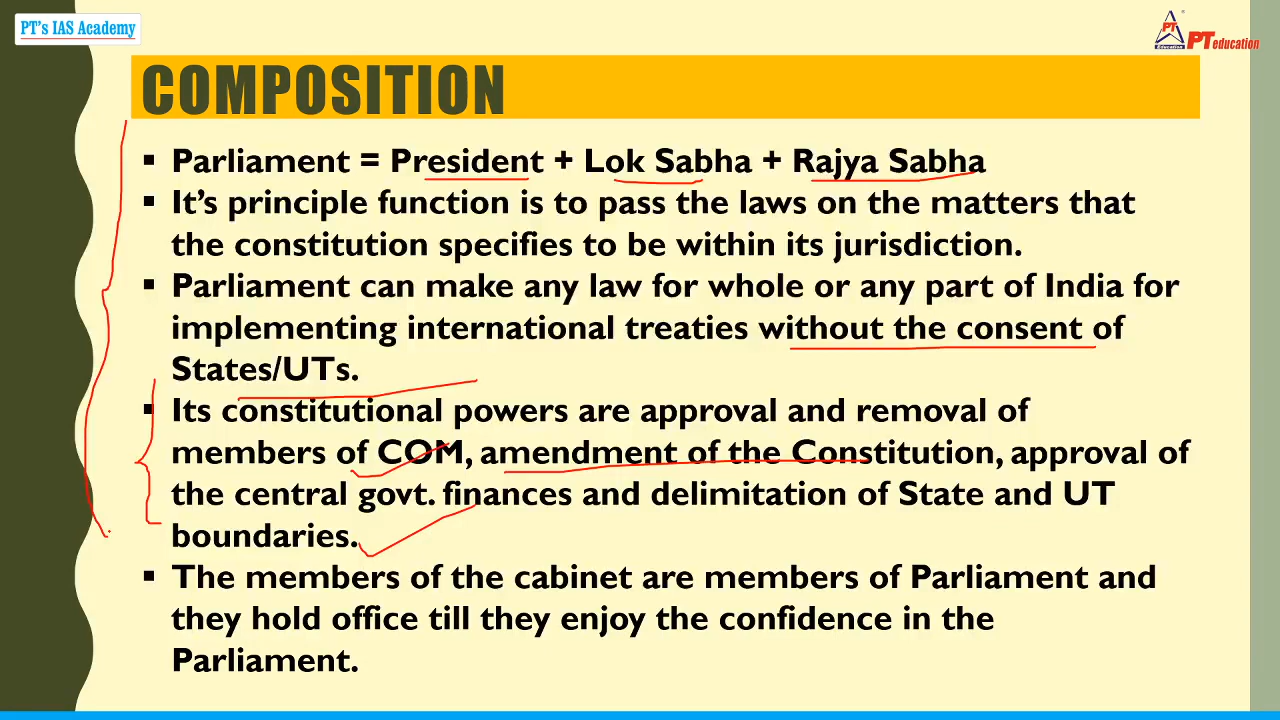 PT's IAS Academy
PT
Education
PT education
COMPOSITION
▪ Parliament = President + Lok Sabha + Rajya Sabha
▪ It's principle function is to pass the laws on the matters that
the constitution specifies to be within its jurisdiction.
▪ Parliament can make any law for whole or any part of India for
implementing international treaties without the consent of
States/UTs.
▪ Its constitutional powers are approval and removal of
members of COM, amendment of the Constitution, approval of
the central govt. finances and delimitation of State and UT
boundaries.
▪ The members of the cabinet are members of Parliament and
they hold office till they enjoy the confidence in the
Parliament.